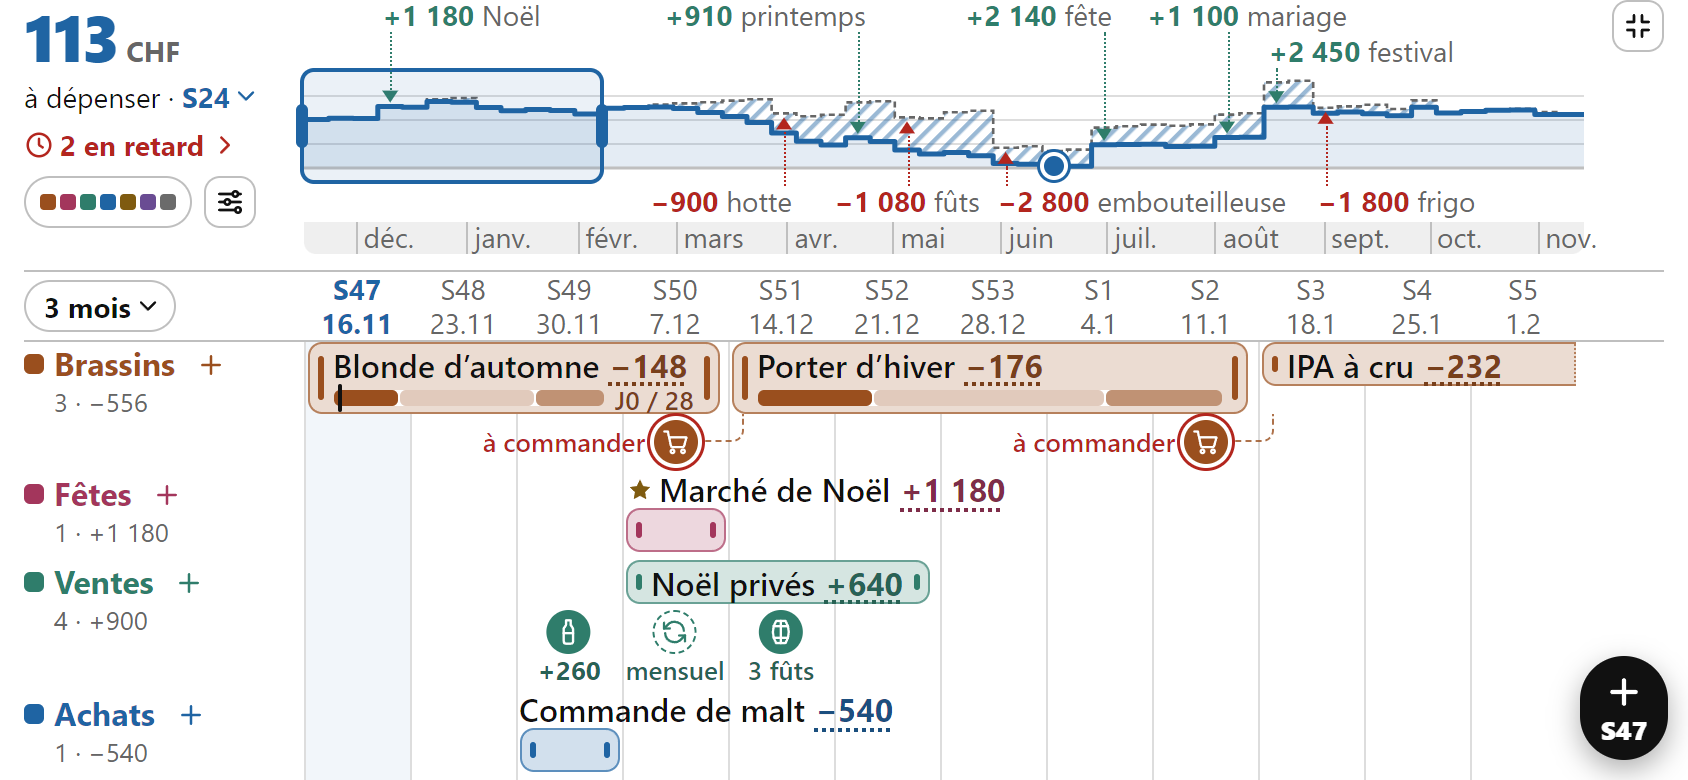 113 CHF
à dépenser · S24
2 en retard
+1 180 Noël
+910 printemps
+2 140 fête
+1 100 mariage
+2 450 festival
−900 hotte
−1 080 fûts
−2 800 embouteilleuse
−1 800 frigo
déc. janv. févr. mars avr. mai juin juil. août sept. oct. nov.
3 mois
S47 S48 S49 S50 S51 S52 S53 S1 S2 S3 S4 S5
16.11 23.11 30.11 7.12 14.12 21.12 28.12 4.1 11.1 18.1 25.1 1.2
Brassins +
3 · −556
Blonde d’automne −148
J0 / 28
Porter d’hiver −176
IPA à cru −232
à commander
à commander
Fêtes +
1 · +1 180
Marché de Noël +1 180
Ventes +
4 · +900
Noël privés +640
+260
mensuel
3 fûts
Achats +
1 · −540
Commande de malt −540
+
S47